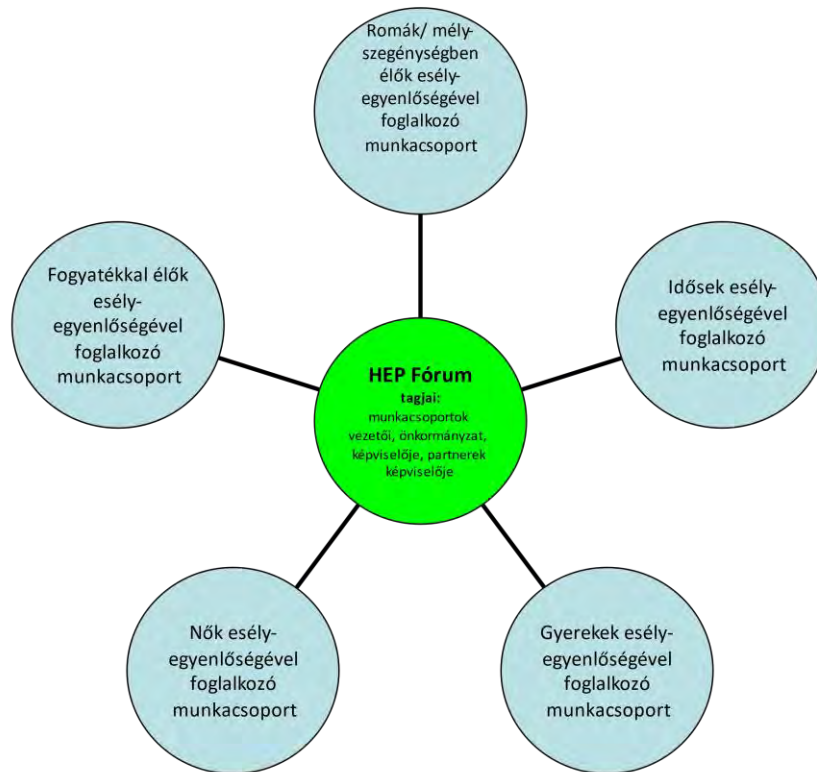 Romák/ mély-
szegénységben
élők esély-
egyenlőségével
foglalkozó
munkacsoport
Fogyatékkal élők
esély-
egyenlőségével
foglalkozó
munkacsoport
Idősek esély-
egyenlőségével
foglalkozó
munkacsoport
HEP Fórum
tagjai:
munkacsoportok
vezetői, önkormányzat,
képviselője, partnerek
képviselője
Nők esély-
egyenlőségével
foglalkozó
munkacsoport
Gyerekek esély-
egyenlőségével
foglalkozó
munkacsoport